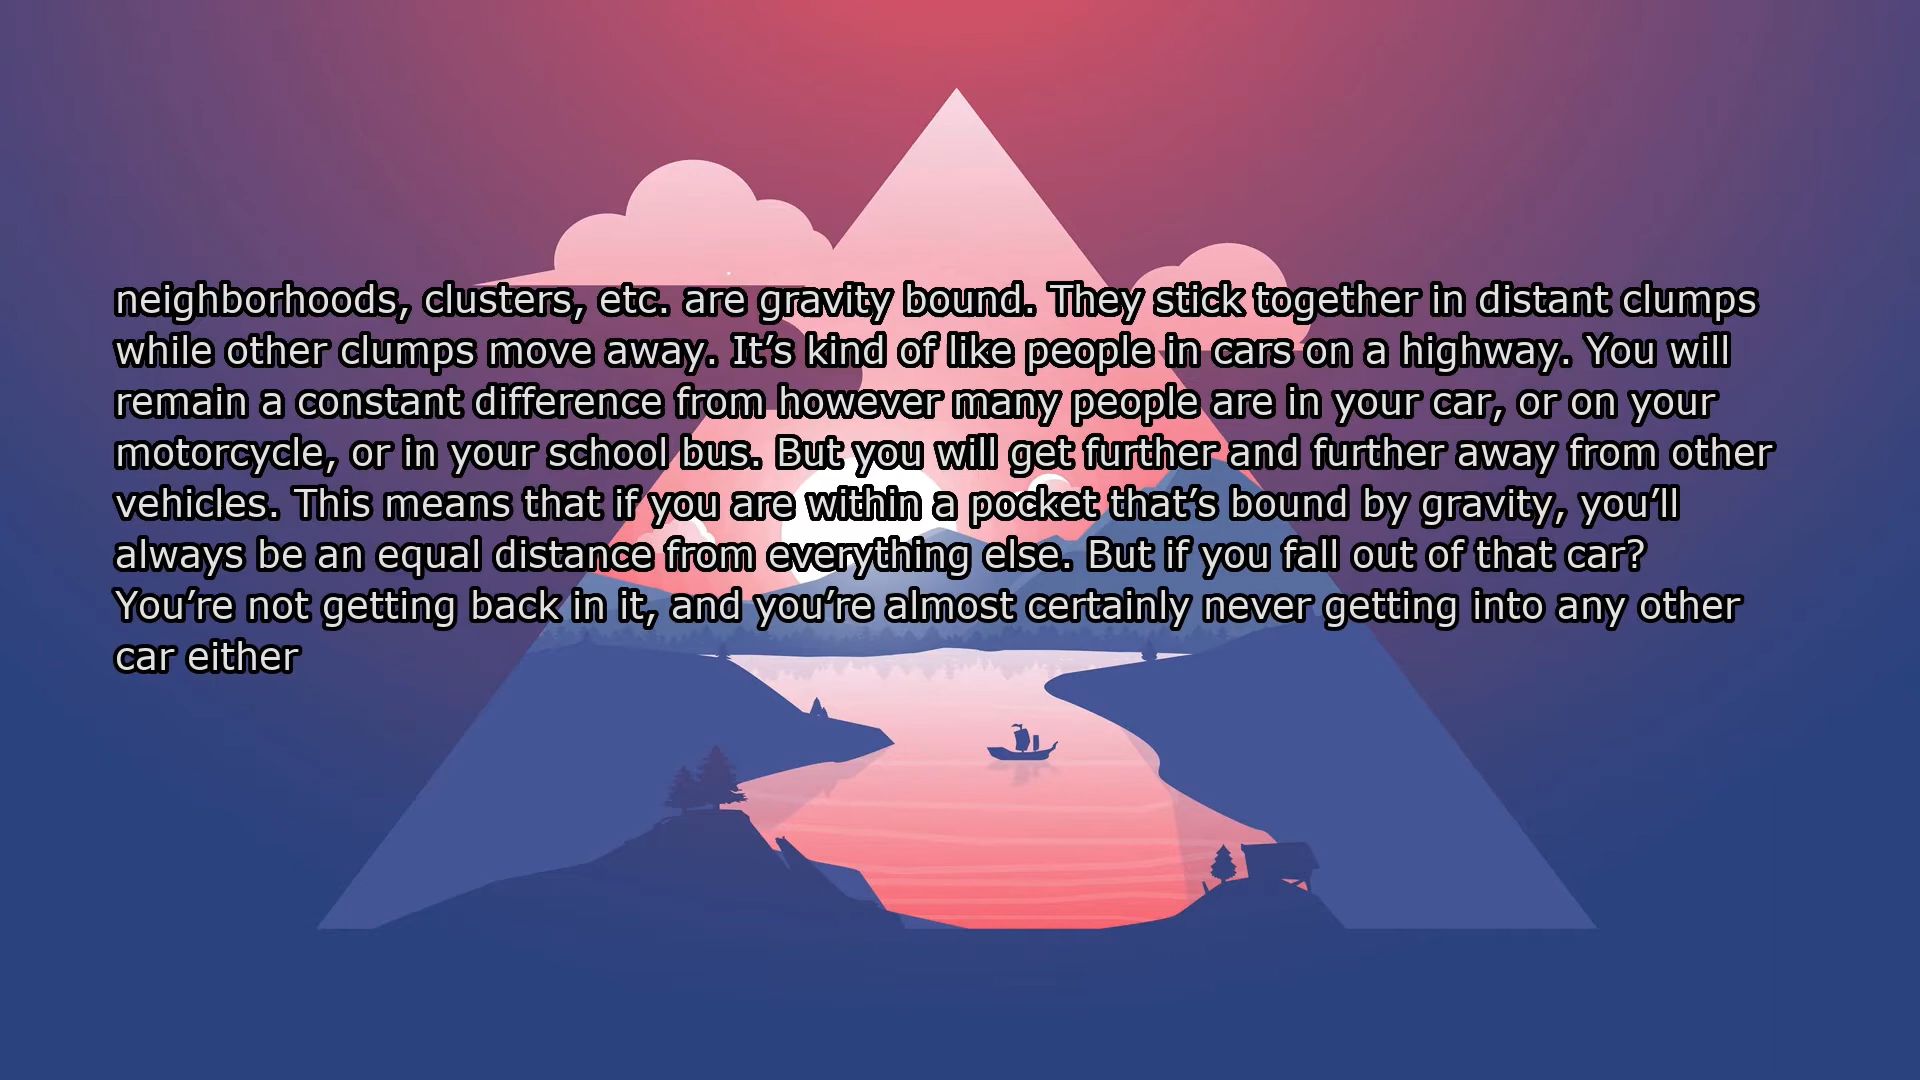 neighborhoods, clusters, etc. are gravity bound. They stick together in distant clumps
while other clumps move away. It’s kind of like people in cars on a highway. You will
remain a constant difference from however many people are in your car, or on your
motorcycle, or in your school bus. But you will get further and further away from other
vehicles. This means that if you are within a pocket that’s bound by gravity, you’ll
always be an equal distance from everything else. But if you fall out of that car?
You’re not getting back in it, and you’re almost certainly never getting into any other
car either